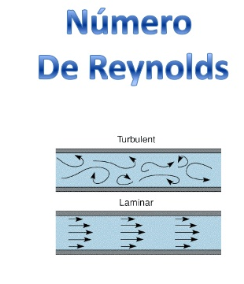 Número
De Reynolds
Turbulent
Laminar